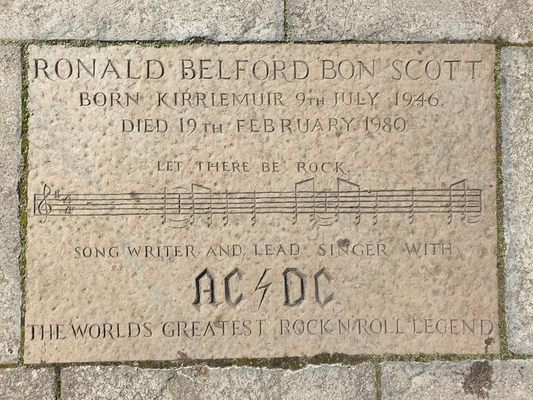 RONALD BELFORD BON SCOTT
BORN KIRRIEMUIR 9TH JULY 1946.
DIED 19TH FEBRUARY 1980
LET THERE BE ROCK.
SONG WRITER AND LEAD SINGER WITH
AC⚡DC
THE WORLDS GREATEST ROCK N ROLL LEGEND